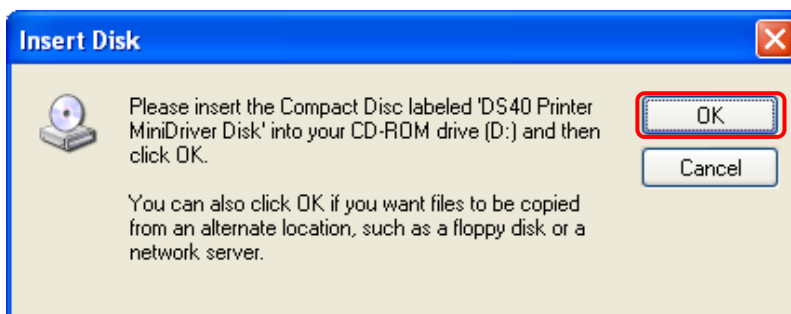 Insert Disk
Please insert the Compact Disc labeled 'DS40 Printer
MiniDriver Disk' into your CD-ROM drive (D:) and then
click OK.
You can also click OK if you want files to be copied
from an alternate location, such as a floppy disk or a
network server.
OK
Cancel